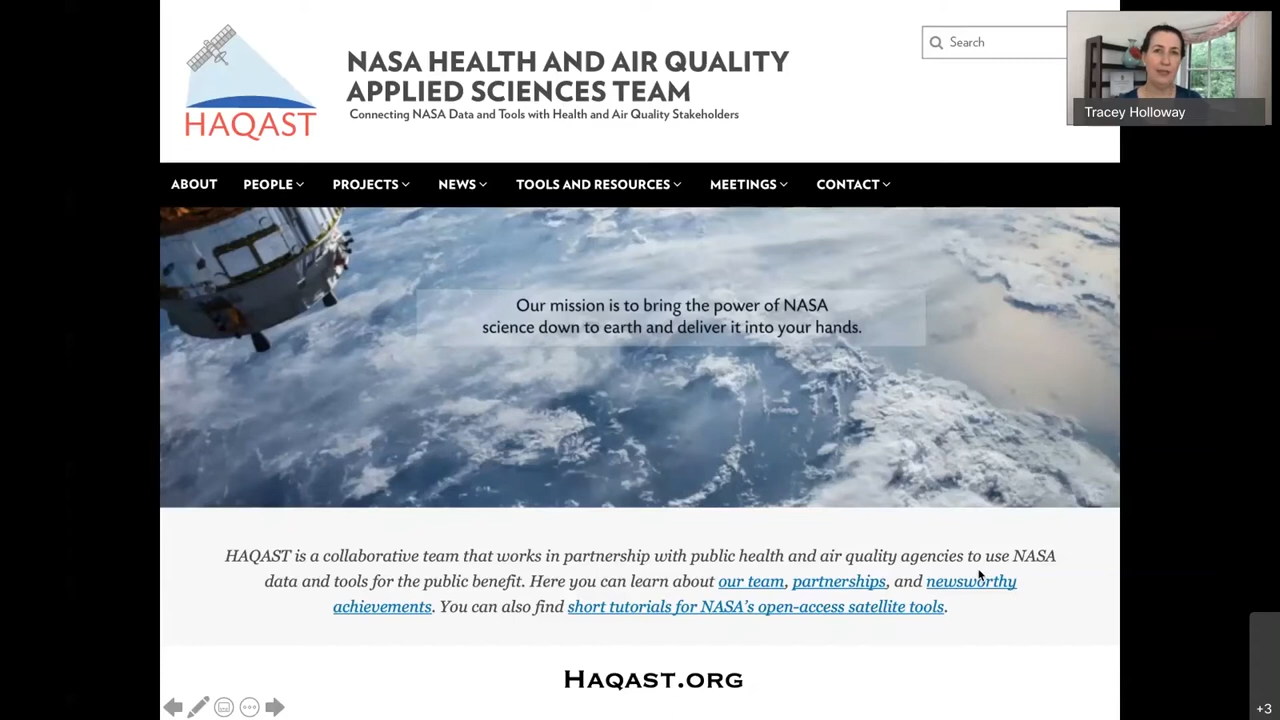 HAQAST
NASA HEALTH AND AIR QUALITY
APPLIED SCIENCES TEAM
Connecting NASA Data and Tools with Health and Air Quality Stakeholders
Search
Tracey Holloway
ABOUT PEOPLE PROJECTS NEWS TOOLS AND RESOURCES MEETINGS CONTACT
Our mission is to bring the power of NASA
science down to earth and deliver it into your hands.
HAQAST is a collaborative team that works in partnership with public health and air quality agencies to use NASA
data and tools for the public benefit. Here you can learn about our team, partnerships, and newsworthy
achievements. You can also find short tutorials for NASA's open-access satellite tools.
HAQAST.ORG
+3